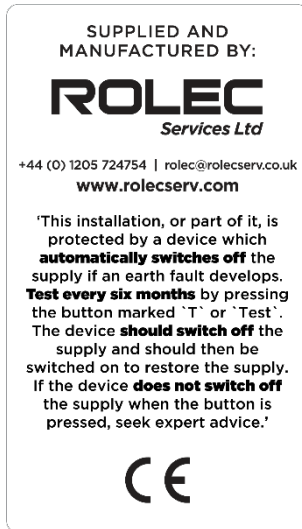 SUPPLIED AND
MANUFACTURED BY:
ROLEC
Services Ltd
+44 (0) 1205 724754 | rolec@rolecserv.co.uk
www.rolecserv.com
‘This installation, or part of it, is
protected by a device which
automatically switches off the
supply if an earth fault develops.
Test every six months by pressing
the button marked `T` or `Test`.
The device should switch off the
supply and should then be
switched on to restore the supply.
If the device does not switch off
the supply when the button is
pressed, seek expert advice.’
CE